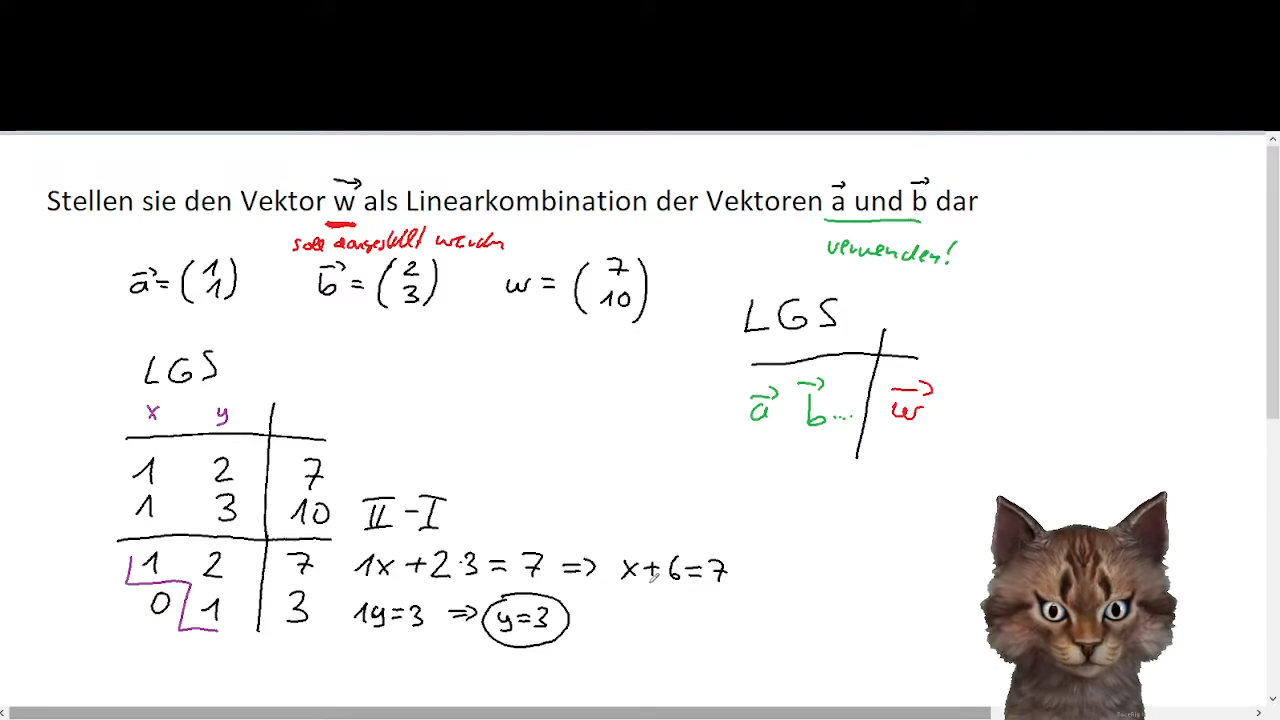 Stellen sie den Vektor w⃗ als Linearkombination der Vektoren a⃗ und b⃗ dar
soll dargestellt werden
verwenden!
a⃗ = (1 1) b⃗ = (2 3) w = (7 10)
LGS
a⃗ b⃗ ... w⃗
LGS
x y
1 2 7
1 3 10 II - I
1 2 7 1x + 2·3 = 7 => x + 6 = 7
0 1 3 1y = 3 => y = 3